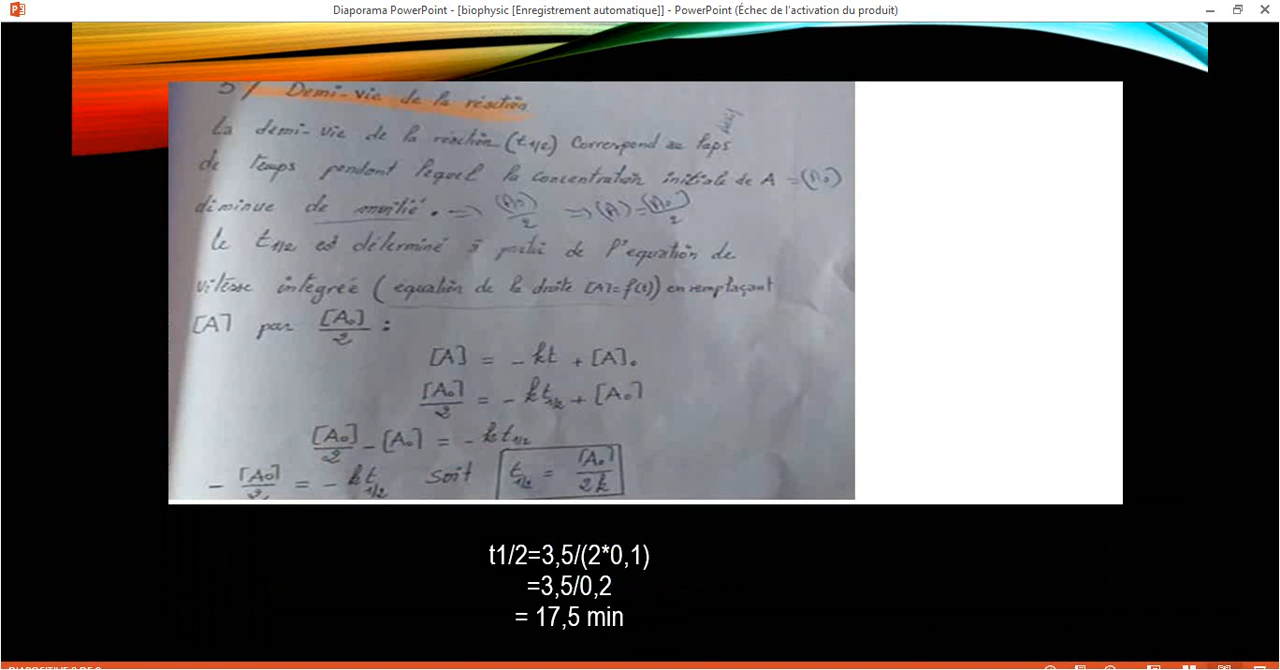 Diaporama PowerPoint - [biophysic [Enregistrement automatique]] - PowerPoint (Échec de l'activation du produit)
5/ Demi-vie de la réaction
La demi-vie de la réaction (t1/2) correspond au laps
de temps pendant lequel la concentration initiale de A = (A0)
diminue de moitié. => (A0)/2 => (A) = (A0)/2
le t1/2 est déterminé à partir de l'equation de
vitesse integrée (equation de la droite [A]=f(t)) en remplaçant
[A] par [A0]/2 :
[A] = - kt + [A]0
[A0]/2 = - kt1/2 + [A0]
[A0]/2 - [A0] = - kt1/2
- [A0]/2 = - kt1/2 soit t1/2 = [A0]/2k
t1/2=3,5/(2*0,1)
=3,5/0,2
= 17,5 min